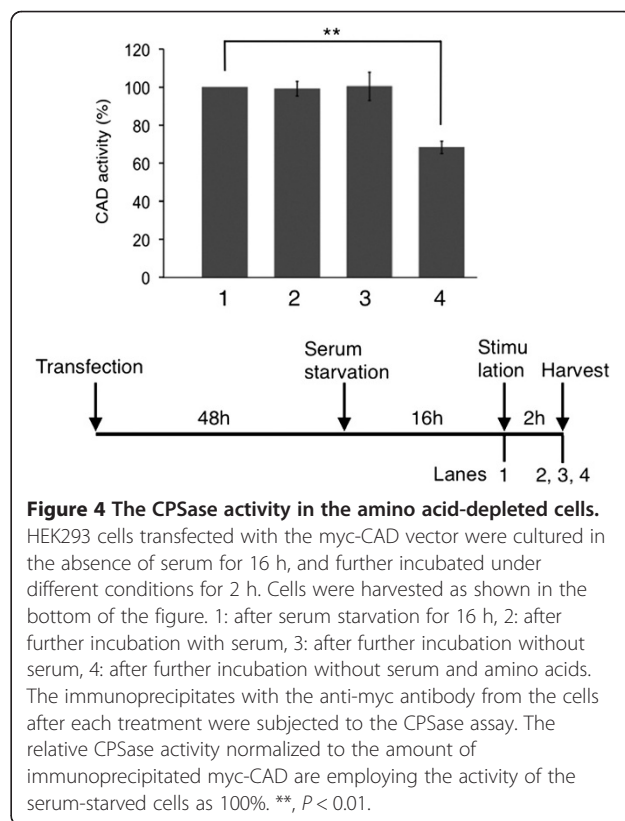 **
120
100
80
60
40
20
0
CAD activity (%)
1 2 3 4
Transfection
Serum
starvation
Stimu
lation
Harvest
48h
16h
2h
Lanes 1 2, 3, 4
Figure 4 The CPSase activity in the amino acid-depleted cells.
HEK293 cells transfected with the myc-CAD vector were cultured in
the absence of serum for 16 h, and further incubated under
different conditions for 2 h. Cells were harvested as shown in the
bottom of the figure. 1: after serum starvation for 16 h, 2: after
further incubation with serum, 3: after further incubation without
serum, 4: after further incubation without serum and amino acids.
The immunoprecipitates with the anti-myc antibody from the cells
after each treatment were subjected to the CPSase assay. The
relative CPSase activity normalized to the amount of
immunoprecipitated myc-CAD are employing the activity of the
serum-starved cells as 100%. **, P < 0.01.